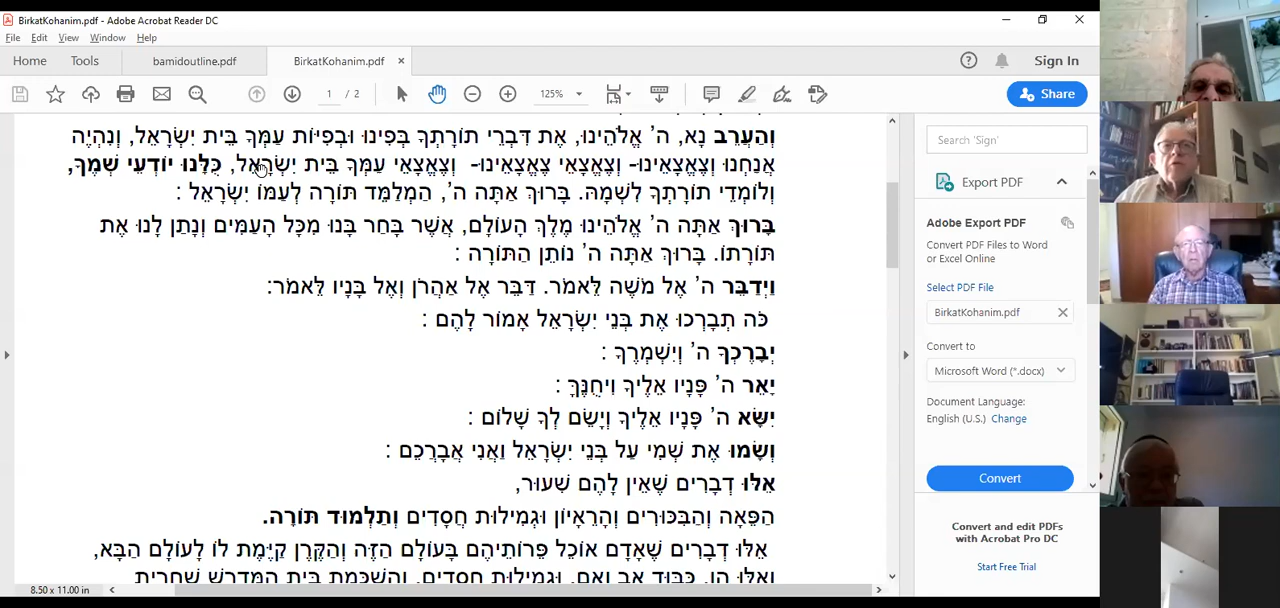 BirkatKohanim.pdf - Adobe Acrobat Reader DC
File Edit View Window Help
Home Tools bamidoutline.pdf BirkatKohanim.pdf × Sign In
1 / 2 125% Share
וְהַעֲרֵב נָא, ה' אֱלֹהֵינוּ, אֶת דִּבְרֵי תוֹרָתְךָ בְּפִינוּ וּבְפִיּוֹת עַמְּךָ בֵּית יִשְׂרָאֵל, וְנִהְיֶה
אֲנַחְנוּ וְצֶאֱצָאֵינוּ- וְצֶאֱצָאֵי צֶאֱצָאֵינוּ- וְצֶאֱצָאֵי עַמְּךָ בֵּית יִשְׂרָאֵל, כֻּלָּנוּ יוֹדְעֵי שְׁמֶךָ,
וְלוֹמְדֵי תוֹרָתְךָ לִשְׁמָהּ. בָּרוּךְ אַתָּה ה', הַמְלַמֵּד תּוֹרָה לְעַמּוֹ יִשְׂרָאֵל :
בָּרוּךְ אַתָּה ה' אֱלֹהֵינוּ מֶלֶךְ הָעוֹלָם, אֲשֶׁר בָּחַר בָּנוּ מִכָּל הָעַמִּים וְנָתַן לָנוּ אֶת
תּוֹרָתוֹ. בָּרוּךְ אַתָּה ה' נוֹתֵן הַתּוֹרָה :
וַיְדַבֵּר ה' אֶל מֹשֶׁה לֵּאמֹר. דַּבֵּר אֶל אַהֲרֹן וְאֶל בָּנָיו לֵּאמֹר:
כֹּה תְבָרְכוּ אֶת בְּנֵי יִשְׂרָאֵל אָמוֹר לָהֶם :
יְבָרֶכְךָ ה' וְיִשְׁמְרֶךָ :
יָאֵר ה' פָּנָיו אֵלֶיךָ וִיחֻנֶּךָּ :
יִשָּׂא ה' פָּנָיו אֵלֶיךָ וְיָשֵׂם לְךָ שָׁלוֹם :
וְשָׂמוּ אֶת שְׁמִי עַל בְּנֵי יִשְׂרָאֵל וַאֲנִי אֲבָרְכֵם :
אֵלּוּ דְבָרִים שֶׁאֵין לָהֶם שִׁעוּר,
הַפֵּאָה וְהַבִּכּוּרִים וְהָרֵאָיוֹן וּגְמִילוּת חֲסָדִים וְתַלְמוּד תּוֹרָה.
אֵלּוּ דְבָרִים שֶׁאָדָם אוֹכֵל פֵּרוֹתֵיהֶם בָּעוֹלָם הַזֶּה וְהַקֶּרֶן קַיֶּמֶת לוֹ לָעוֹלָם הַבָּא,
וְאֵלּוּ הֵן, כִּבּוּד אָב וָאֵם, וּגְמִילוּת חֲסָדִים, וְהַשְׁכָּמַת בֵּית הַמִּדְרָשׁ שַׁחֲרִית
8.50 x 11.00 in
Search 'Sign'
Export PDF
Adobe Export PDF
Convert PDF Files to Word
or Excel Online
Select PDF File
BirkatKohanim.pdf ×
Convert to
Microsoft Word (*.docx)
Document Language:
English (U.S.) Change
Convert
Convert and edit PDFs
with Acrobat Pro DC
Start Free Trial